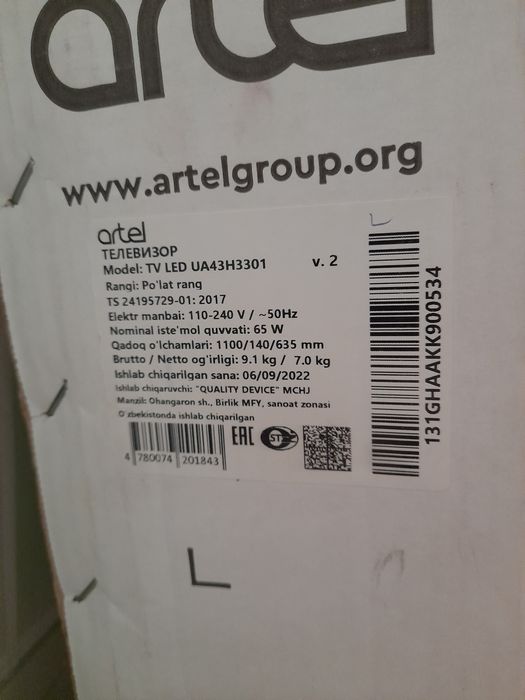 artel
www.artelgroup.org
artel
ТЕЛЕВИЗОР
Model: TV LED UA43H3301 v. 2
Rangi: Po'lat rang
TS 24195729-01: 2017
Elektr manbai: 110-240 V / ~50Hz
Nominal iste'mol quvvati: 65 W
Qadoq o'lchamlari: 1100/140/635 mm
Brutto / Netto og'irligi: 9.1 kg / 7.0 kg
Ishlab chiqarilgan sana: 06/09/2022
Ishlab chiqaruvchi: "QUALITY DEVICE" MCHJ
Manzil: Ohangaron sh., Birlik MFY, sanoat zonasi
O'zbekistonda ishlab chiqarilgan
4 780074 201843
EAC
131GHAAKK900534
L